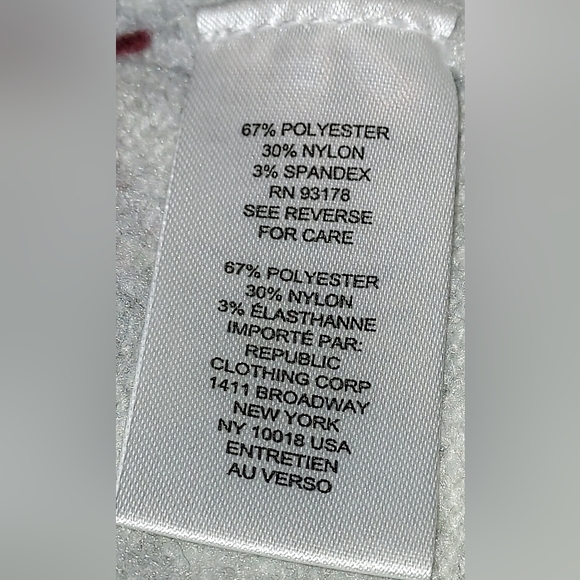 67% POLYESTER
30% NYLON
3% SPANDEX
RN 93178
SEE REVERSE
FOR CARE
67% POLYESTER
30% NYLON
3% ÉLASTHANNE
IMPORTÉ PAR:
REPUBLIC
CLOTHING CORP
1411 BROADWAY
NEW YORK
NY 10018 USA
ENTRETIEN
AU VERSO